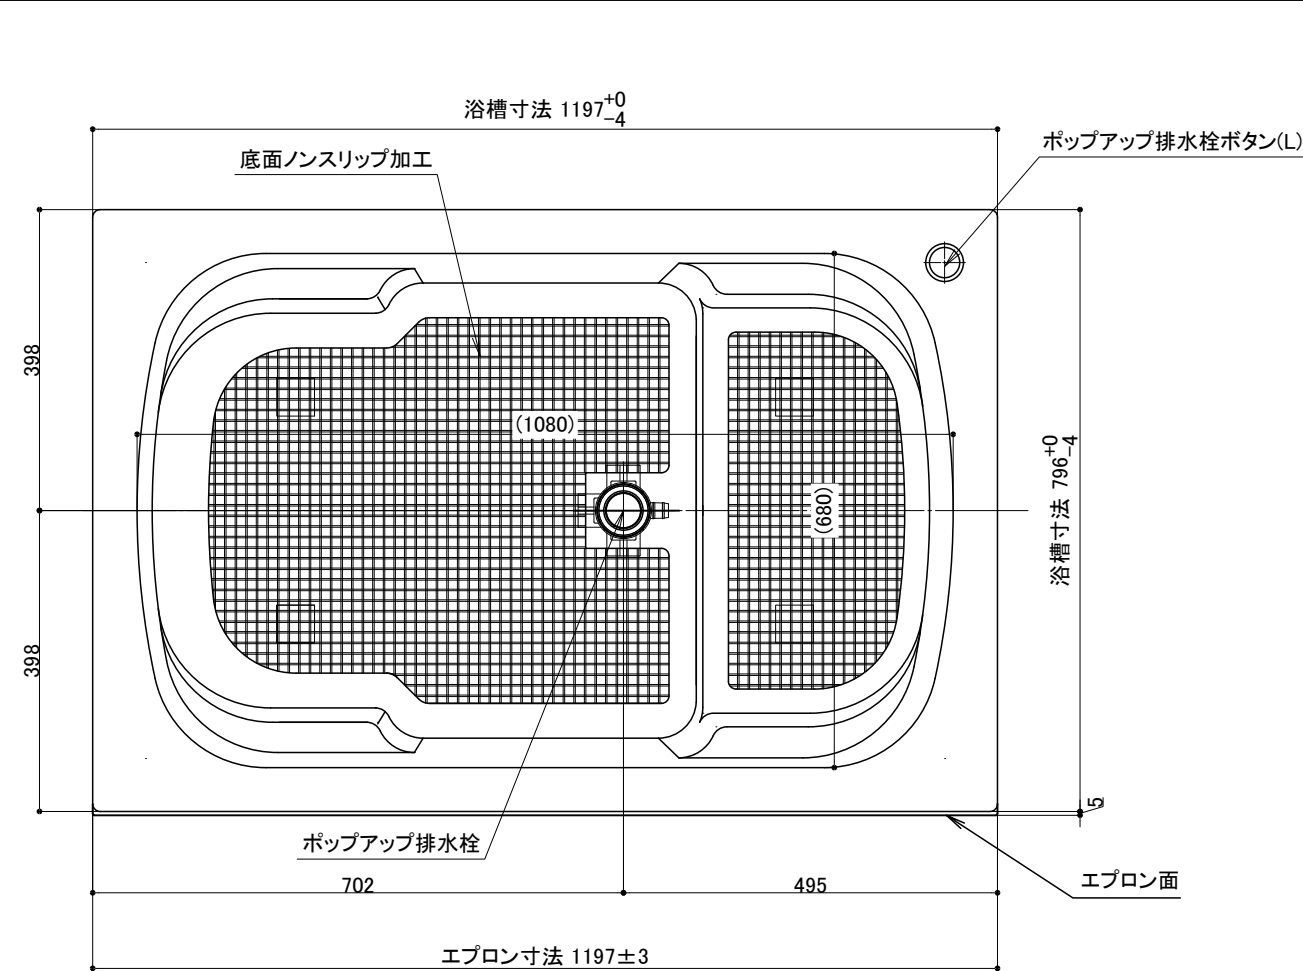 浴槽寸法 1197+0
-4
底面ノンスリップ加工
ポップアップ排水栓ボタン(L)
398
(1080)
浴槽寸法 796+0
-4
(680)
398
5
ポップアップ排水栓
エプロン面
702
495
エプロン寸法 1197±3